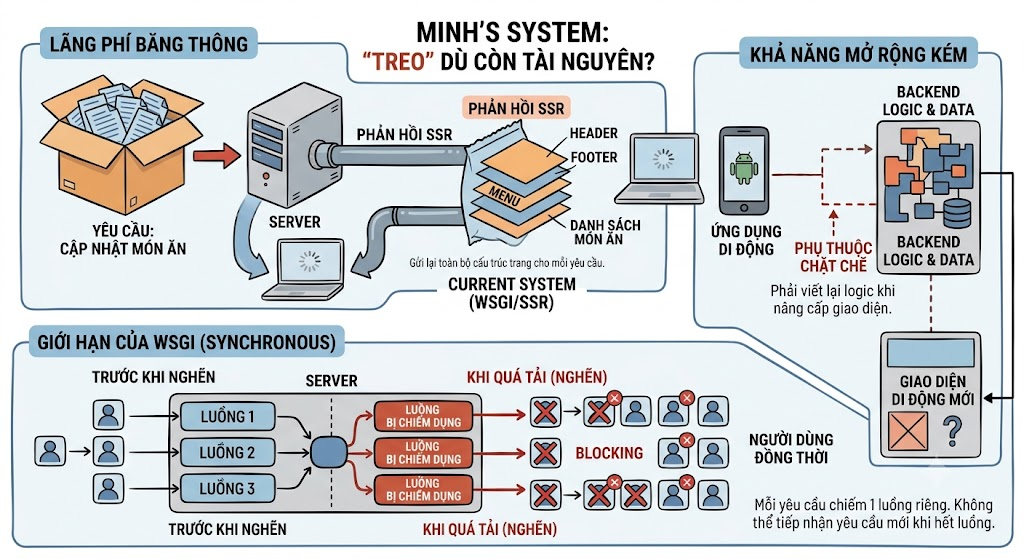 MINH'S SYSTEM:
"TREO" DÙ CÒN TÀI NGUYÊN?
LÃNG PHÍ BĂNG THÔNG
YÊU CẦU:
CẬP NHẬT MÓN ĂN
SERVER
PHẢN HỒI SSR
PHẢN HỒI SSR
HEADER
FOOTER
MENU
DANH SÁCH
MÓN ĂN
Gửi lại toàn bộ cấu trúc trang cho mỗi yêu cầu.
CURRENT SYSTEM
(WSGI/SSR)
KHẢ NĂNG MỞ RỘNG KÉM
BACKEND
LOGIC & DATA
ỨNG DỤNG
DI ĐỘNG
PHỤ THUỘC
CHẶT CHẼ
BACKEND
LOGIC & DATA
Phải viết lại logic khi
nâng cấp giao diện.
GIAO DIỆN
DI ĐỘNG MỚI
?
GIỚI HẠN CỦA WSGI (SYNCHRONOUS)
TRƯỚC KHI NGHẼN
SERVER
KHI QUÁ TẢI (NGHẼN)
LUỒNG 1
LUỒNG 2
LUỒNG 3
LUỒNG
BỊ CHIẾM DỤNG
LUỒNG
BỊ CHIẾM DỤNG
LUỒNG
BỊ CHIẾM DỤNG
BLOCKING
NGƯỜI DÙNG
ĐỒNG THỜI
TRƯỚC KHI NGHẼN
KHI QUÁ TẢI (NGHẼN)
Mỗi yêu cầu chiếm 1 luồng riêng. Không
thể tiếp nhận yêu cầu mới khi hết luồng.